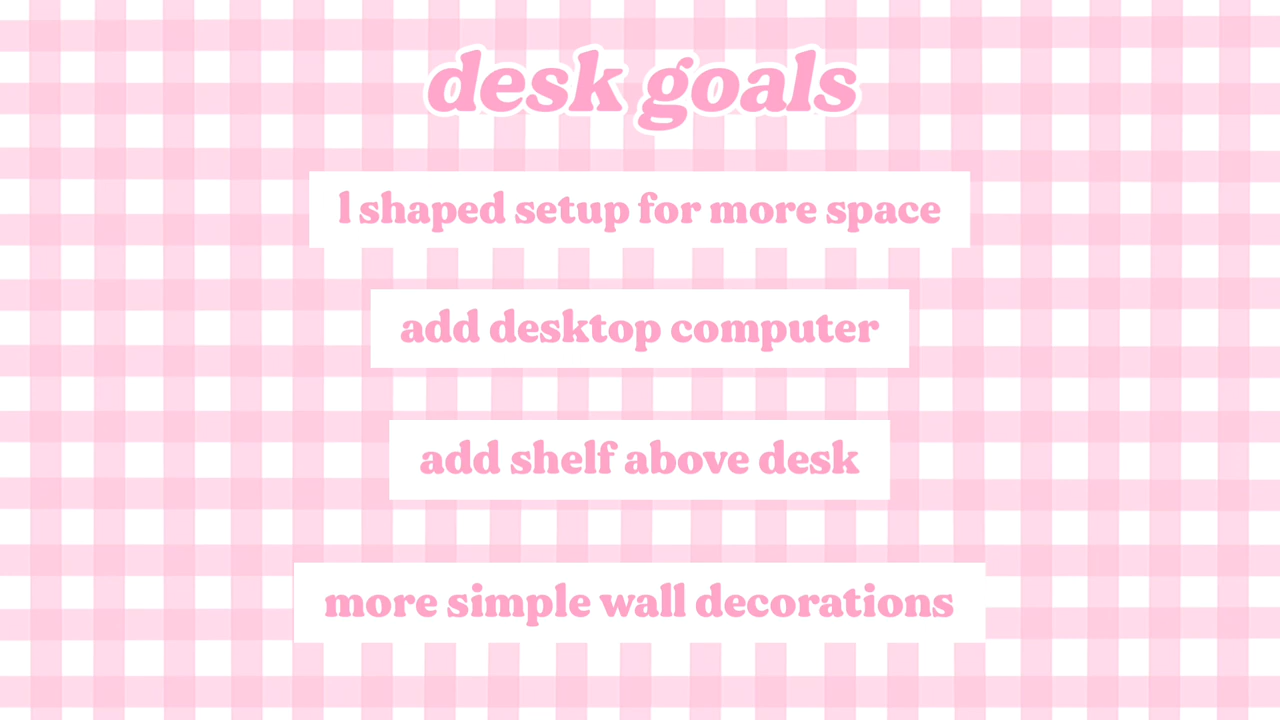 desk goals
l shaped setup for more space
add desktop computer
add shelf above desk
more simple wall decorations